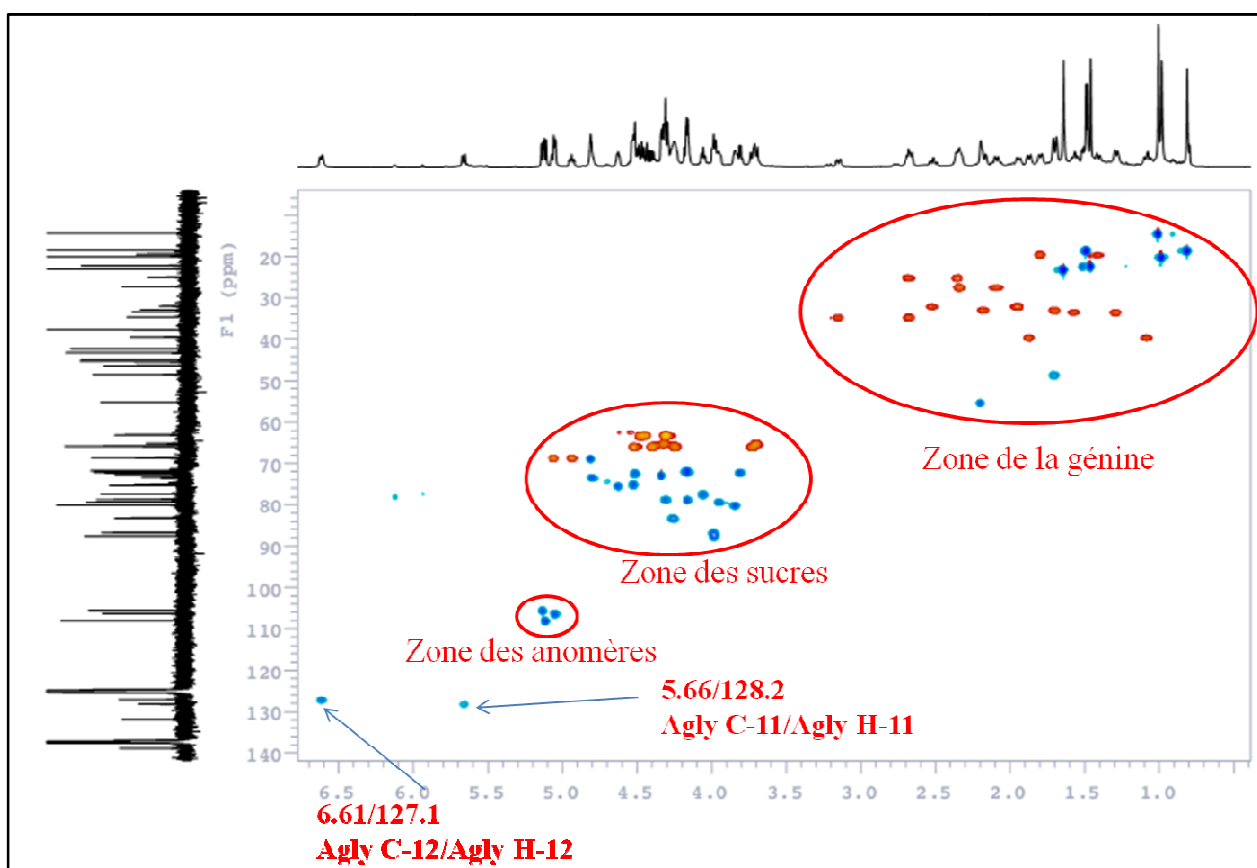 F1 (ppm)
20
30
40
50
60
70
80
90
100
110
120
130
140
Zone de la génine
Zone des sucres
Zone des anomères
5.66/128.2
Agly C-11/Agly H-11
6.5 6.0 5.5 5.0 4.5 4.0 3.5 3.0 2.5 2.0 1.5 1.0
6.61/127.1
Agly C-12/Agly H-12